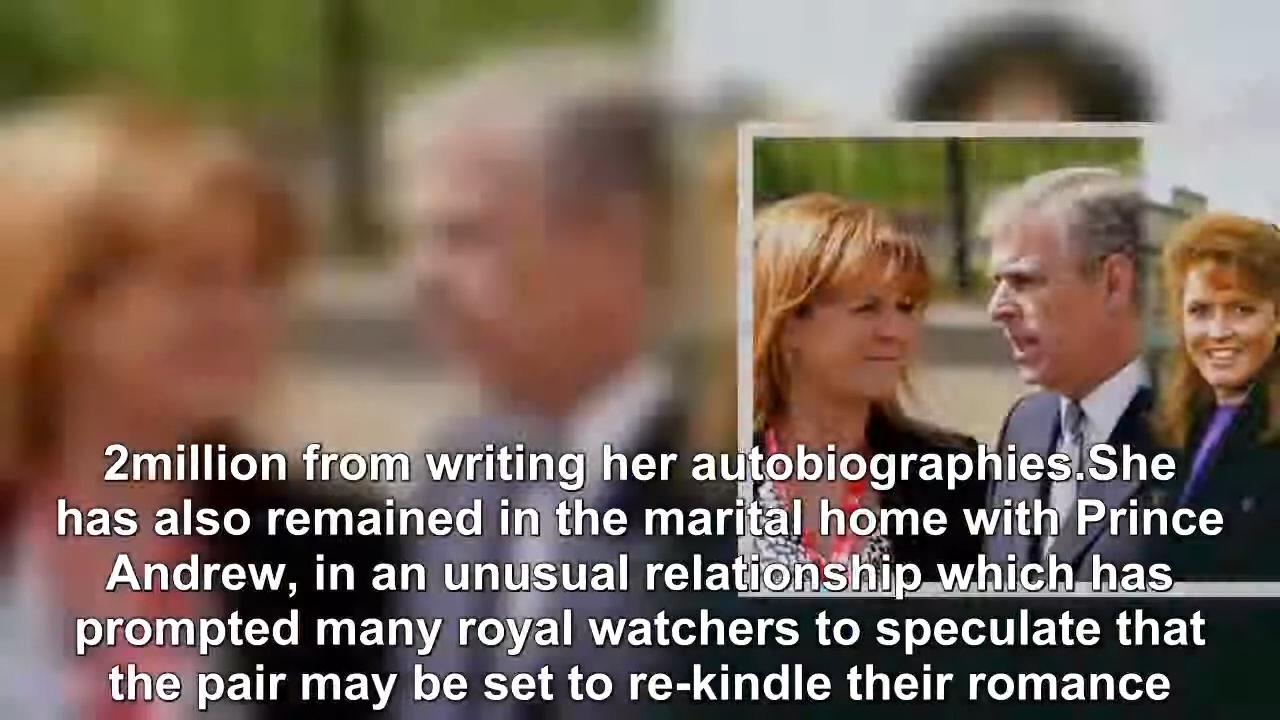 2million from writing her autobiographies.She
has also remained in the marital home with Prince
Andrew, in an unusual relationship which has
prompted many royal watchers to speculate that
the pair may be set to re-kindle their romance